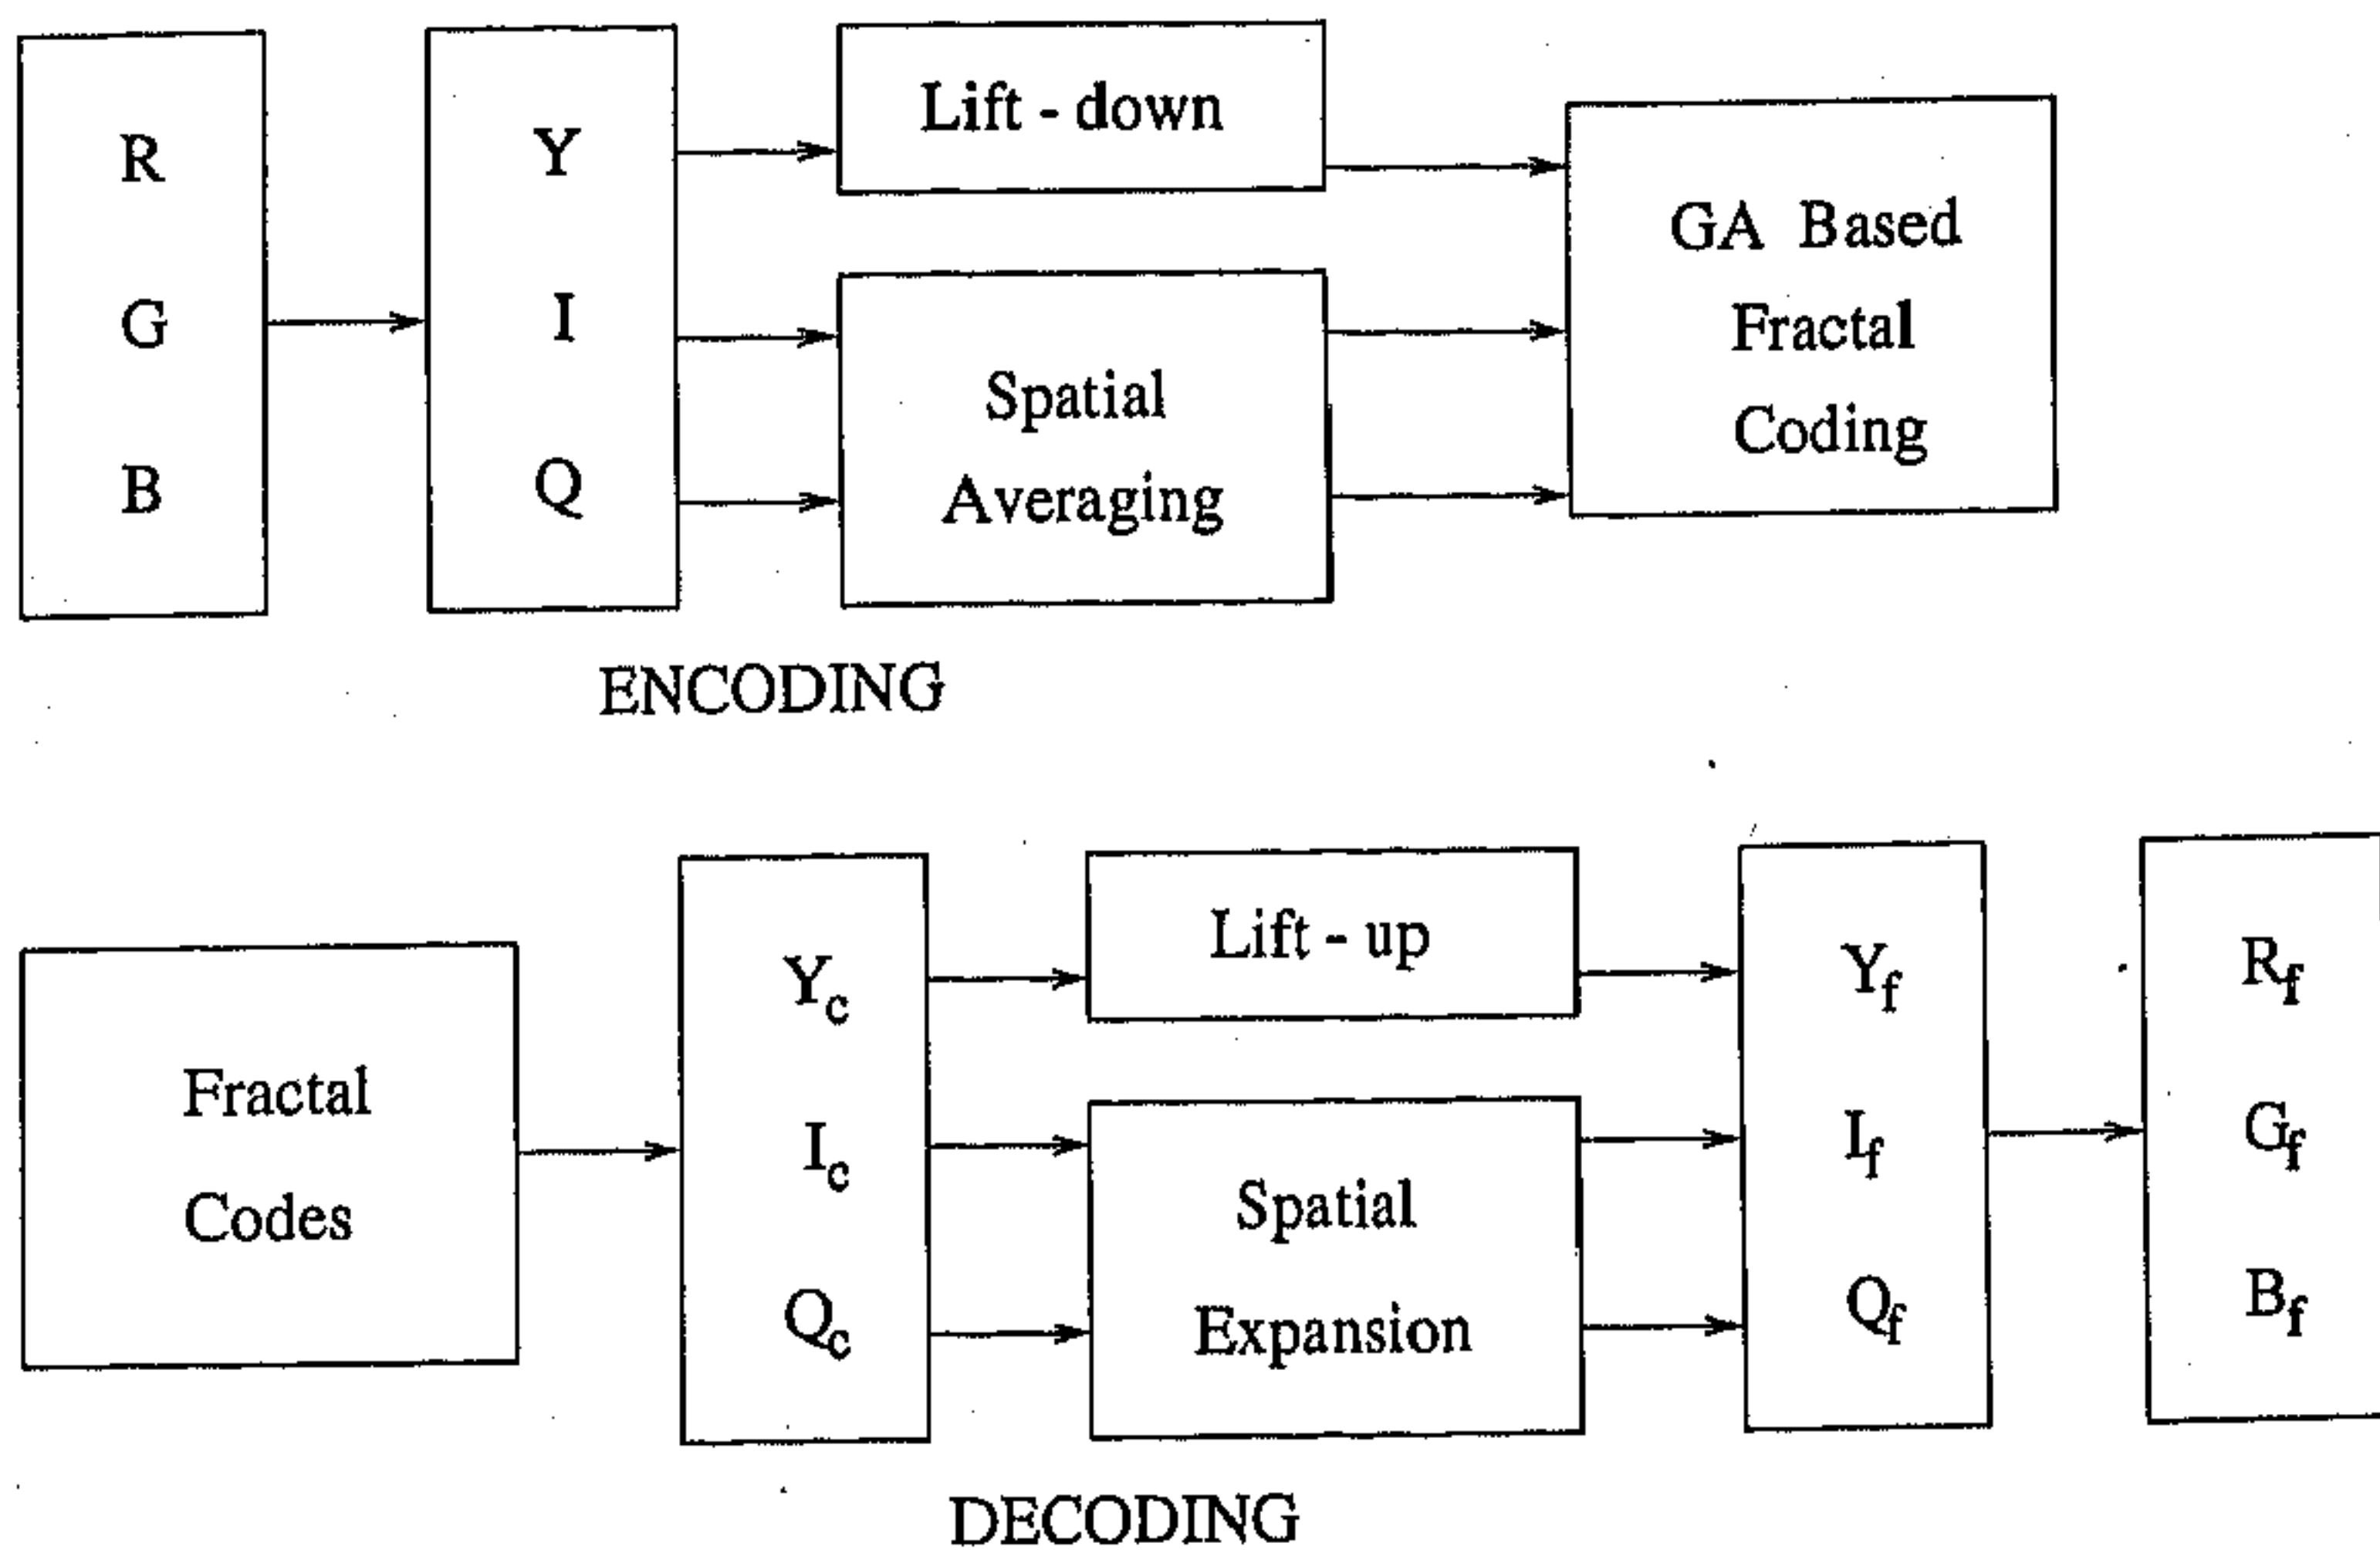 R
G
B
Y
I
Q
Lift - down
Spatial
Averaging
GA Based
Fractal
Coding
ENCODING
Fractal
Codes
Yc
Ic
Qc
Lift - up
Spatial
Expansion
Yf
If
Qf
Rf
Gf
Bf
DECODING